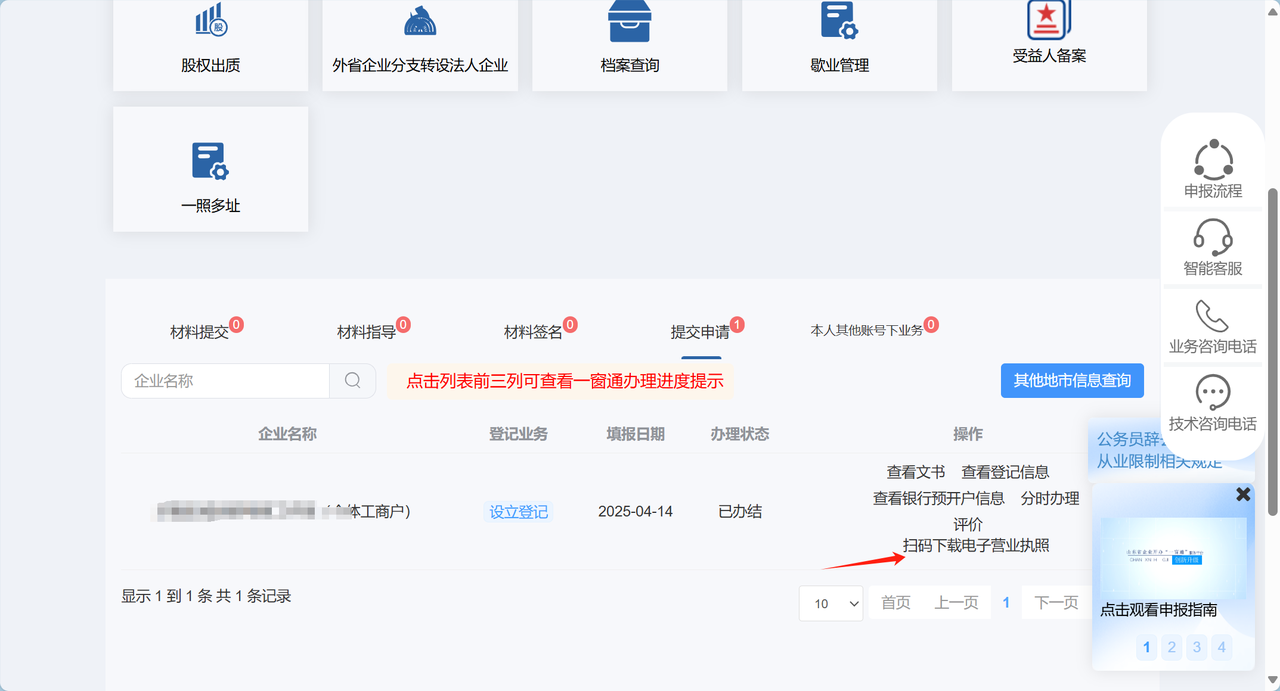 股
股权出质
外省企业分支转设法人企业
档案查询
歇业管理
受益人备案
一照多址
申报流程
智能客服
业务咨询电话
技术咨询电话
材料提交 0
材料指导 0
材料签名 0
提交申请 1
本人其他账号下业务 0
企业名称
点击列表前三列可查看一窗通办理进度提示
其他地市信息查询
企业名称 登记业务 填报日期 办理状态 操作
公务员辞
从业限制相关规定
查看文书 查看登记信息
查看银行预开户信息 分时办理
评价
扫码下载电子营业执照
体工商户) 设立登记 2025-04-14 已办结
创新开放
点击观看申报指南
1 2 3 4
显示 1 到 1 条 共 1 条记录
10 首页 上一页 1 下一页